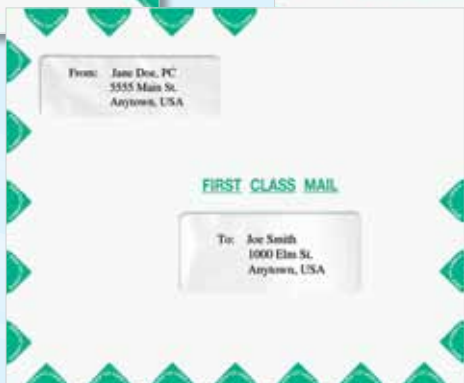 From: Jane Doe, PC
5555 Main St.
Anytown, USA
FIRST CLASS MAIL
To: Joe Smith
1000 Elm St.
Anytown, USA